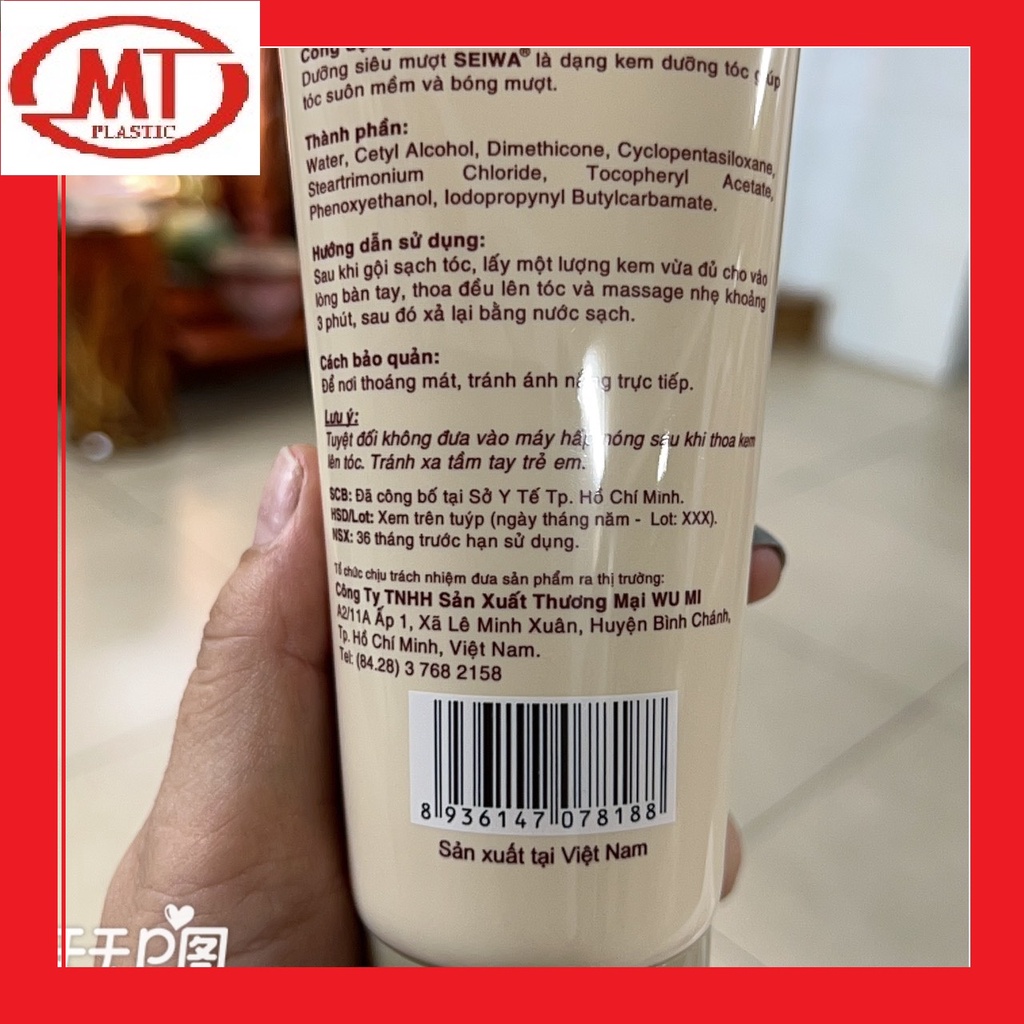 MT
PLASTIC
Dưỡng siêu mượt SEIWA® là dạng kem dưỡng tóc giúp
tóc suôn mềm và bóng mượt.
Thành phần:
Water, Cetyl Alcohol, Dimethicone, Cyclopentasiloxane,
Steartrimonium Chloride, Tocopheryl Acetate,
Phenoxyethanol, Iodopropynyl Butylcarbamate.
Hướng dẫn sử dụng:
Sau khi gội sạch tóc, lấy một lượng kem vừa đủ cho vào
lòng bàn tay, thoa đều lên tóc và massage nhẹ khoảng
3 phút, sau đó xả lại bằng nước sạch.
Cách bảo quản:
Để nơi thoáng mát, tránh ánh nắng trực tiếp.
Lưu ý:
Tuyệt đối không đưa vào máy hấp nóng sau khi thoa kem
lên tóc. Tránh xa tầm tay trẻ em.
SCB: Đã công bố tại Sở Y Tế Tp. Hồ Chí Minh.
HSD/Lot: Xem trên tuýp (ngày tháng năm - Lot: XXX).
NSX: 36 tháng trước hạn sử dụng.
Tổ chức chịu trách nhiệm đưa sản phẩm ra thị trường:
Công Ty TNHH Sản Xuất Thương Mại WU MI
A2/11A Ấp 1, Xã Lê Minh Xuân, Huyện Bình Chánh,
Tp. Hồ Chí Minh, Việt Nam.
Tel: (84.28) 3 768 2158
8 936147 078188
Sản xuất tại Việt Nam
天天P图